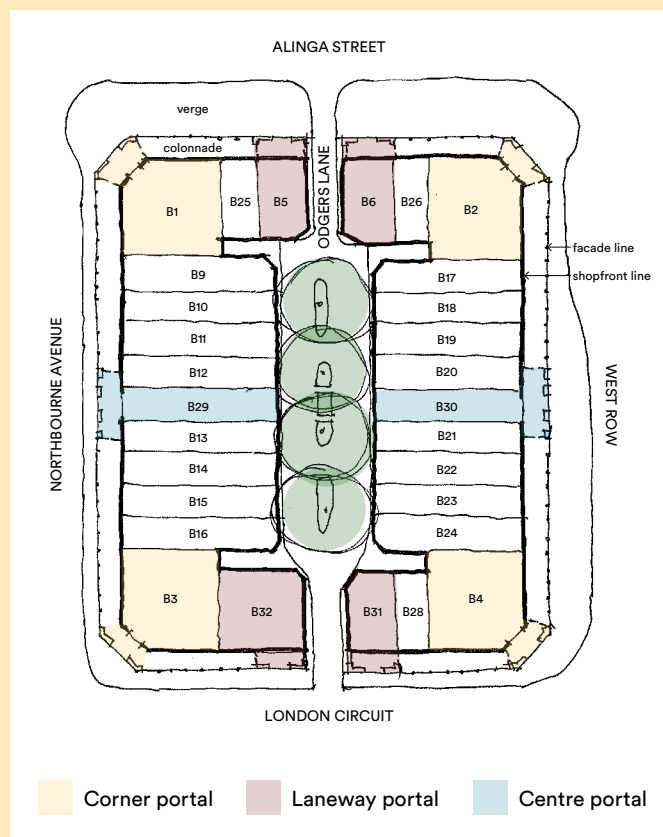 ALINGA STREET
verge
colonnade
ODGERS LANE
B1
B25
B5
B6
B26
B2
facade line
shopfront line
B9
B17
B10
B18
B11
B19
B12
B20
B29
B30
B13
B21
B14
B22
B15
B23
B16
B24
NORTHBOURNE AVENUE
WEST ROW
B3
B32
B31
B28
B4
LONDON CIRCUIT
Corner portal
Laneway portal
Centre portal